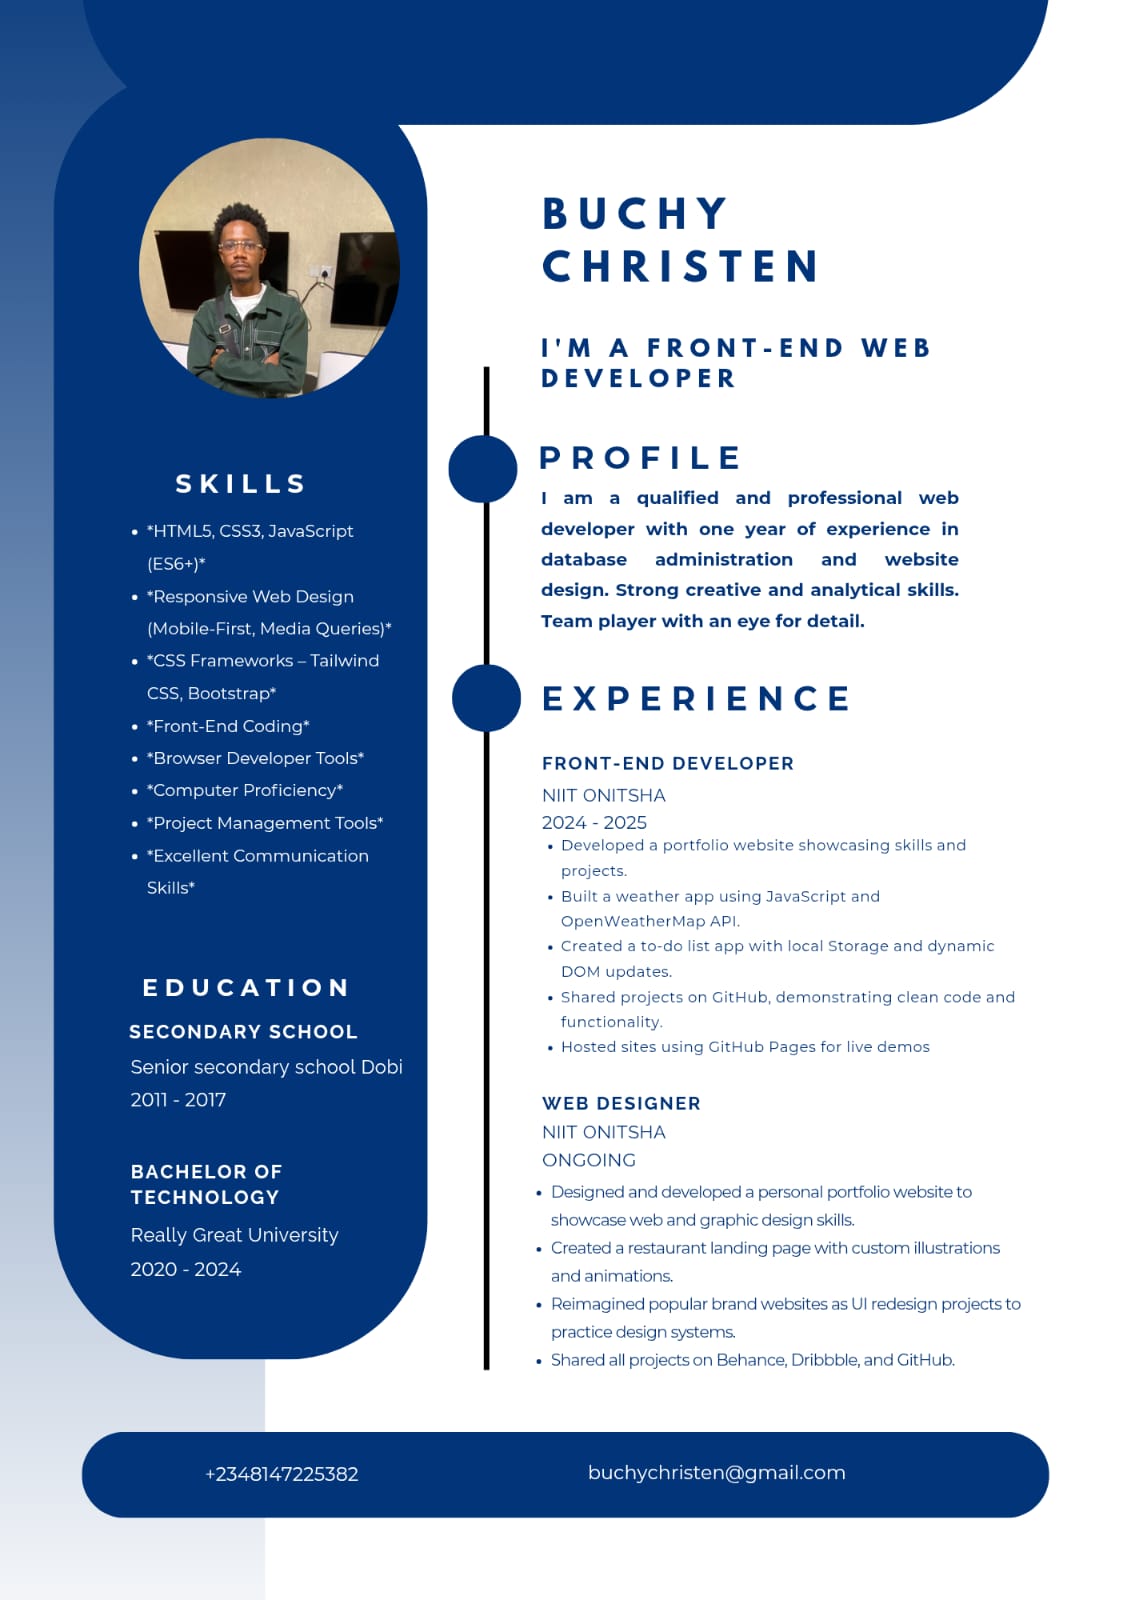 BUCHY
CHRISTEN
I'M A FRONT-END WEB
DEVELOPER
PROFILE
I am a qualified and professional web
developer with one year of experience in
database administration and website
design. Strong creative and analytical skills.
Team player with an eye for detail.
EXPERIENCE
FRONT-END DEVELOPER
NIIT ONITSHA
2024 - 2025
• Developed a portfolio website showcasing skills and
projects.
• Built a weather app using JavaScript and
OpenWeatherMap API.
• Created a to-do list app with local Storage and dynamic
DOM updates.
• Shared projects on GitHub, demonstrating clean code and
functionality.
• Hosted sites using GitHub Pages for live demos
WEB DESIGNER
NIIT ONITSHA
ONGOING
• Designed and developed a personal portfolio website to
showcase web and graphic design skills.
• Created a restaurant landing page with custom illustrations
and animations.
• Reimagined popular brand websites as UI redesign projects to
practice design systems.
• Shared all projects on Behance, Dribbble, and GitHub.
SKILLS
• *HTML5, CSS3, JavaScript
(ES6+)*
• *Responsive Web Design
(Mobile-First, Media Queries)*
• *CSS Frameworks – Tailwind
CSS, Bootstrap*
• *Front-End Coding*
• *Browser Developer Tools*
• *Computer Proficiency*
• *Project Management Tools*
• *Excellent Communication
Skills*
EDUCATION
SECONDARY SCHOOL
Senior secondary school Dobi
2011 - 2017
BACHELOR OF
TECHNOLOGY
Really Great University
2020 - 2024
+2348147225382
buchychristen@gmail.com